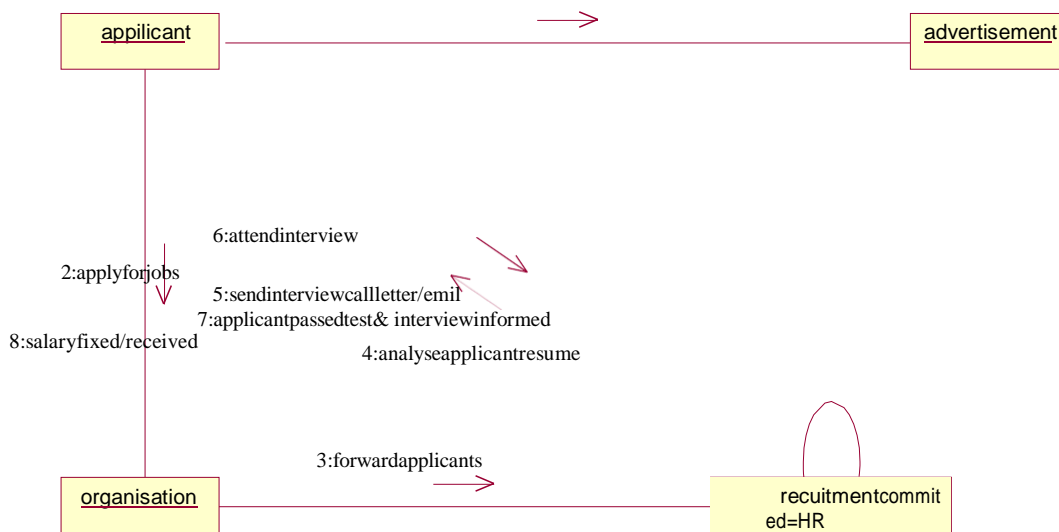 appilicant
advertisement
6:attendinterview
2:applyforjobs
5:sendinterviewcallletter/emil
7:applicantpassedtest& interviewinformed
8:salaryfixed/received
4:analyseapplicantresume
3:forwardapplicants
organisation
recuitmentcommit
ed=HR